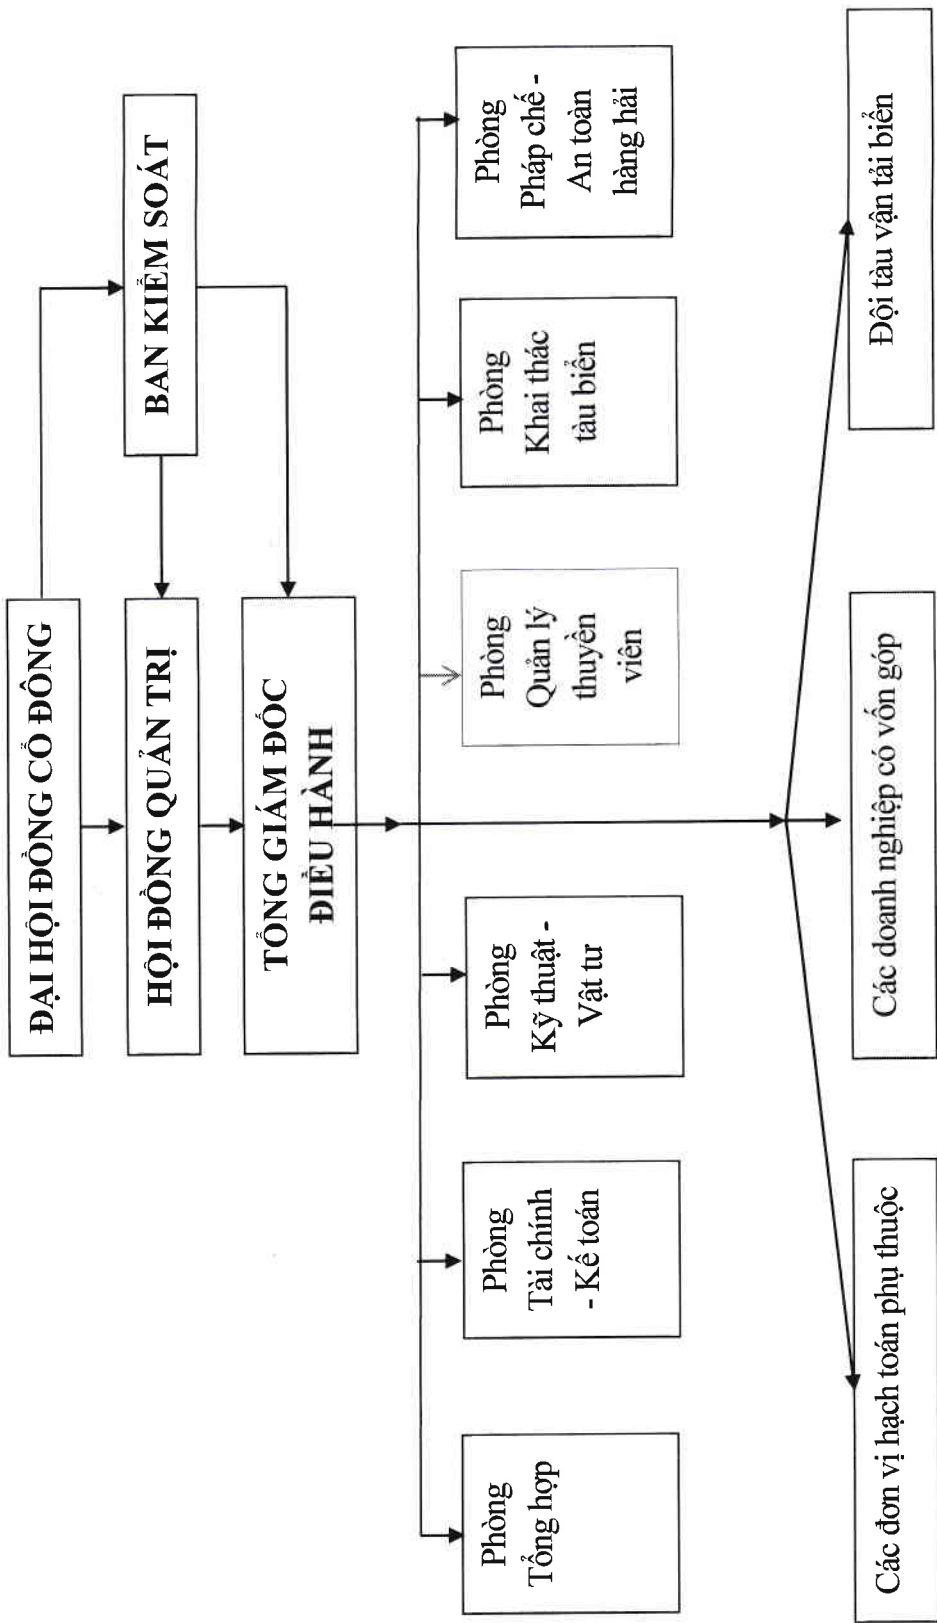 ĐẠI HỘI ĐỒNG CỔ ĐÔNG
BAN KIỂM SOÁT
HỘI ĐỒNG QUẢN TRỊ
TỔNG GIÁM ĐỐC
ĐIỀU HÀNH
Phòng
Tổng hợp
Phòng
Tài chính
- Kế toán
Phòng
Kỹ thuật -
Vật tư
Phòng
Quản lý
thuyền
viên
Phòng
Khai thác
tàu biển
Phòng
Pháp chế -
An toàn
hàng hải
Các đơn vị hạch toán phụ thuộc
Các doanh nghiệp có vốn góp
Đội tàu vận tải biển